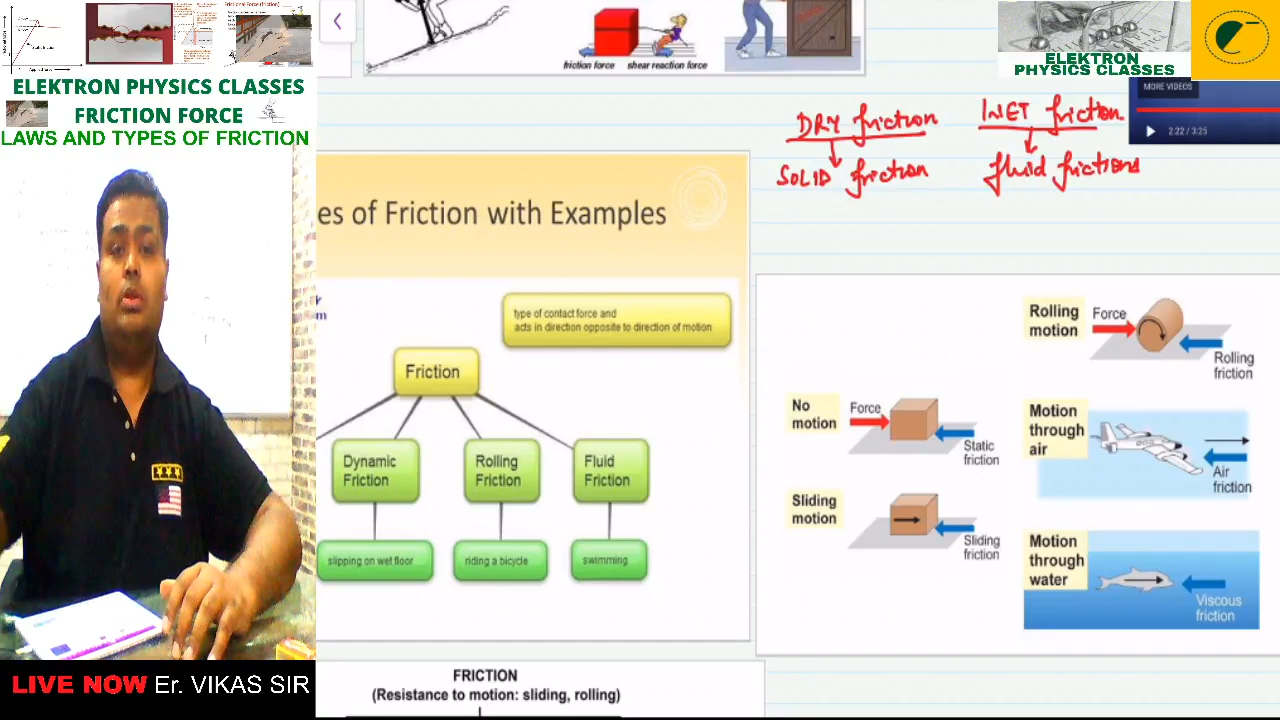 ELEKTRON PHYSICS CLASSES
FRICTION FORCE
LAWS AND TYPES OF FRICTION
LIVE NOW Er. VIKAS SIR
friction force shear reaction force
ELEKTRON
PHYSICS CLASSES
MORE VIDEOS
2:22 / 3:25
DRY friction
SOLID friction
WET friction
fluid frictions
es of Friction with Examples
m
type of contact force and
acts in direction opposite to direction of motion
Friction
Dynamic
Friction
Rolling
Friction
Fluid
Friction
slipping on wet floor
riding a bicycle
swimming
No
motion
Force
Static
friction
Sliding
motion
Sliding
friction
Rolling
motion
Force
Rolling
friction
Motion
through
air
Air
friction
Motion
through
water
Viscous
friction
FRICTION
(Resistance to motion: sliding, rolling)